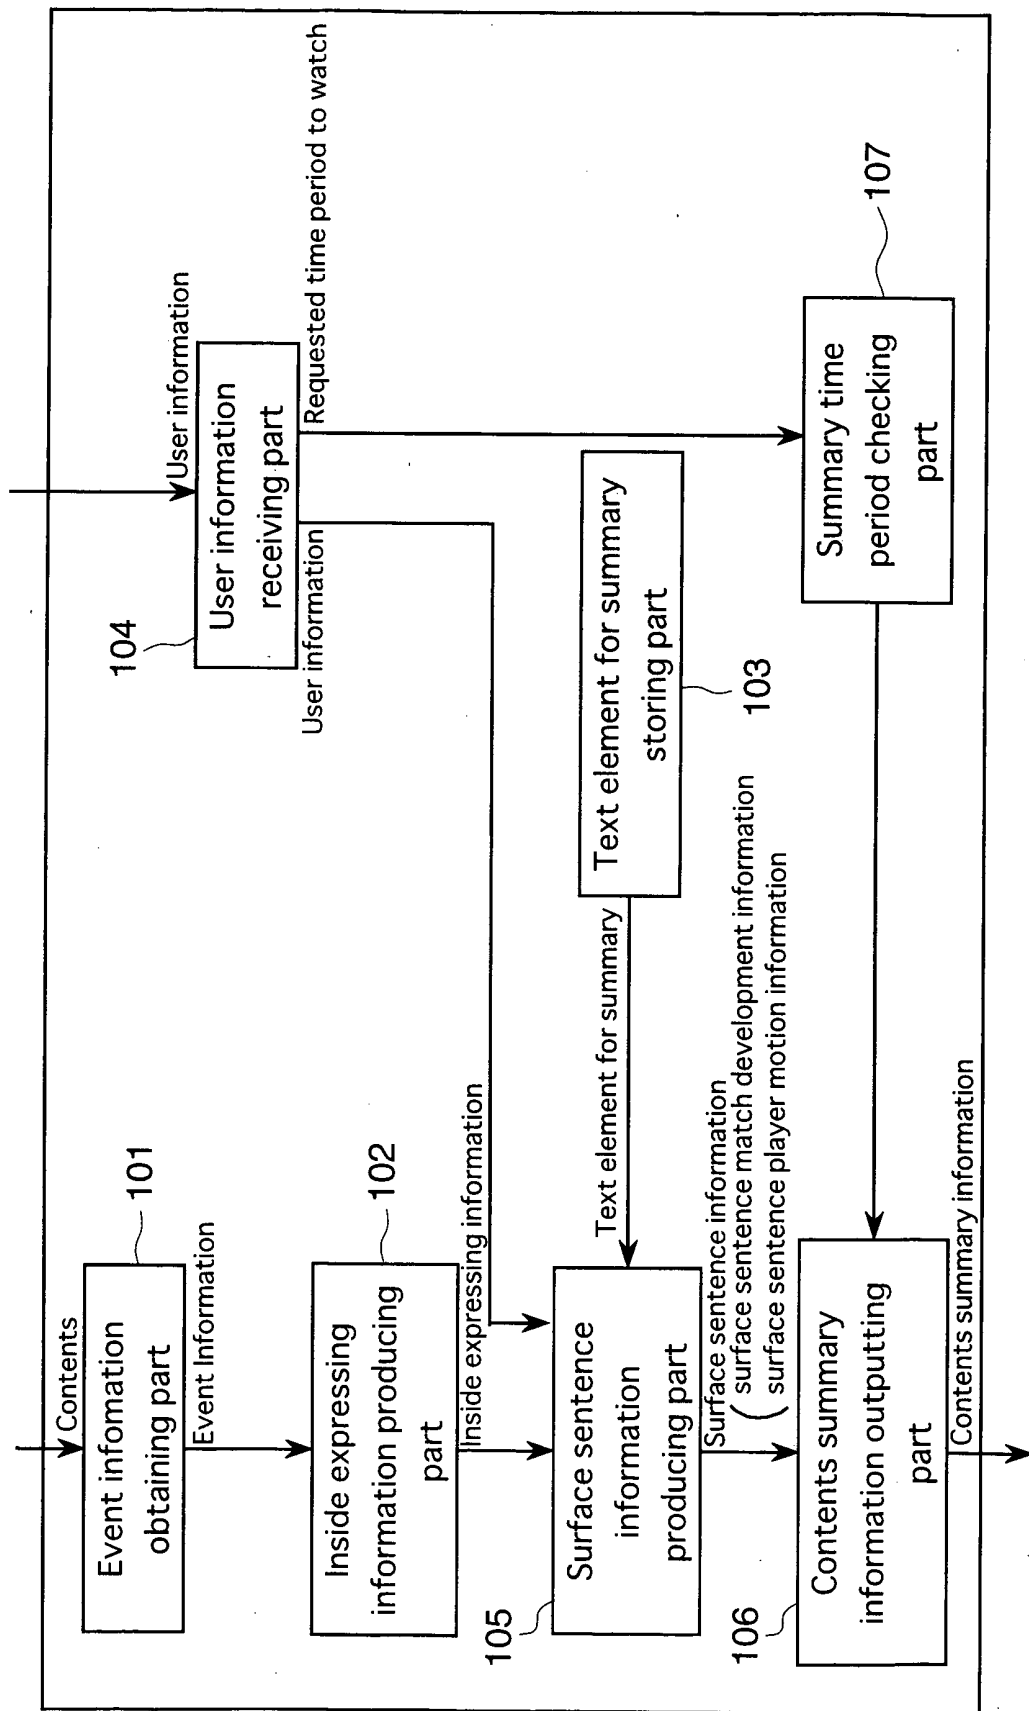 Contents
Event infomation
obtaining part
101
Event Information
Inside expressing
information producing
part
102
Inside expressing information
User information
User information
receiving part
104
User information
Requested time period to watch
Text element for summary
storing part
103
Text element for summary
Surface sentence
information
producing part
105
Surface sentence information
surface sentence match development information
surface sentence player motion information
Summary time
period checking
part
107
Contents summary
information outputting
part
106
Contents summary information